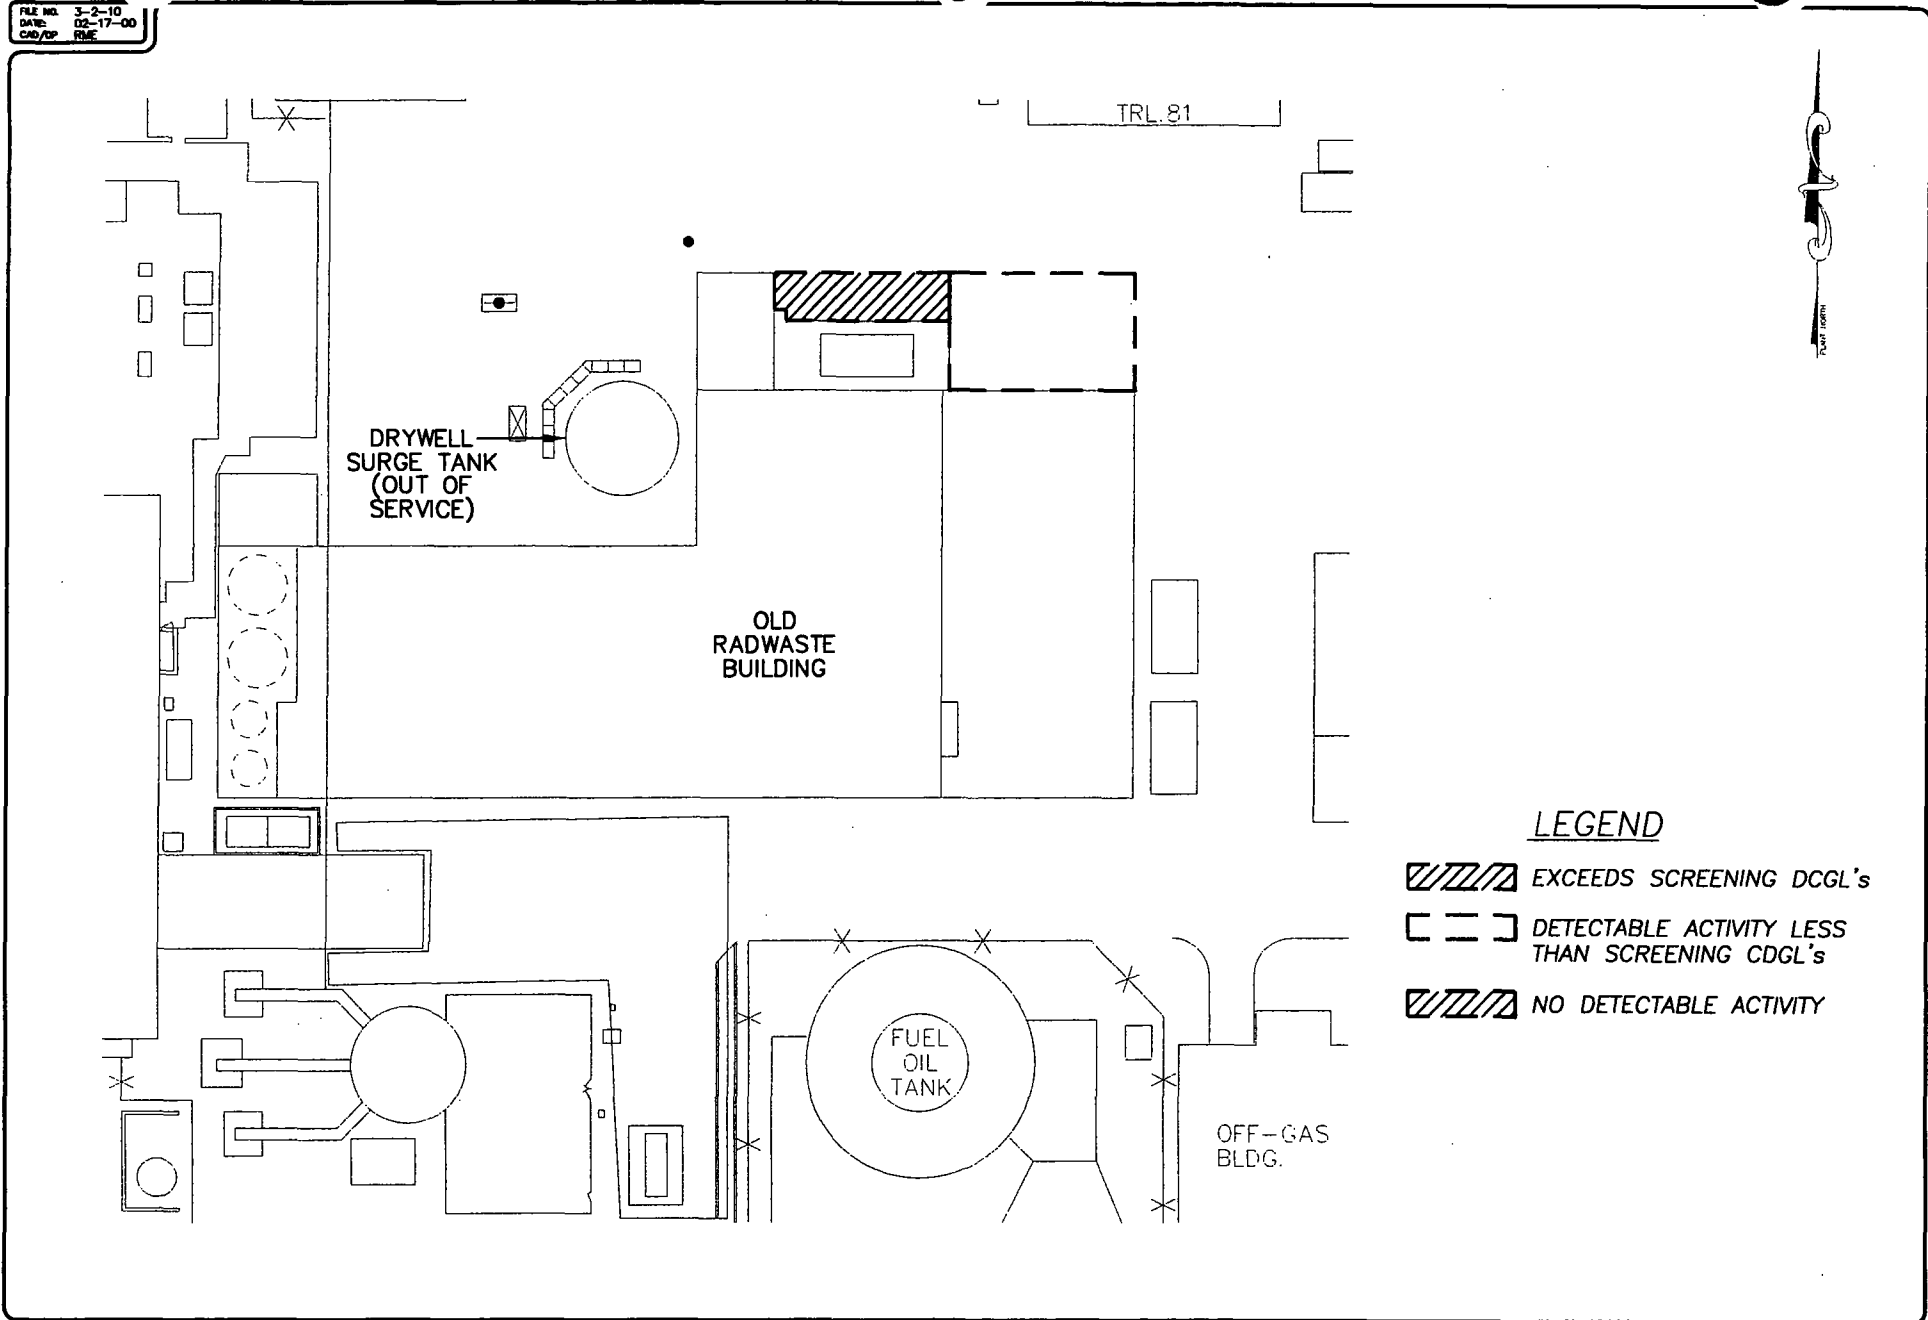 FILE NO. 3-2-10
DATE: 02-17-00
CAD/OP RME
TRL.81
PLANT NORTH
DRYWELL
SURGE TANK
(OUT OF
SERVICE)
OLD
RADWASTE
BUILDING
LEGEND
EXCEEDS SCREENING DCGL's
DETECTABLE ACTIVITY LESS
THAN SCREENING CDGL's
NO DETECTABLE ACTIVITY
FUEL
OIL
TANK
OFF-GAS
BLDG.